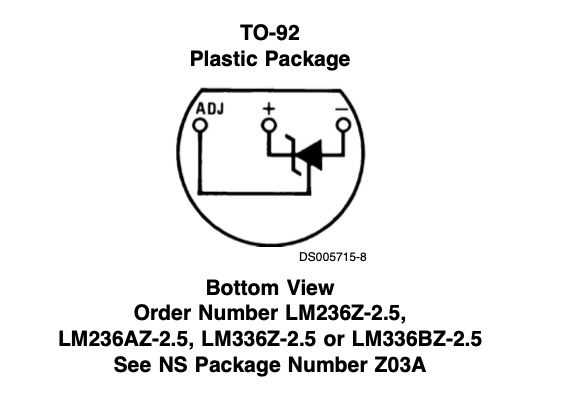 TO-92
Plastic Package
ADJ + −
DS005715-8
Bottom View
Order Number LM236Z-2.5,
LM236AZ-2.5, LM336Z-2.5 or LM336BZ-2.5
See NS Package Number Z03A